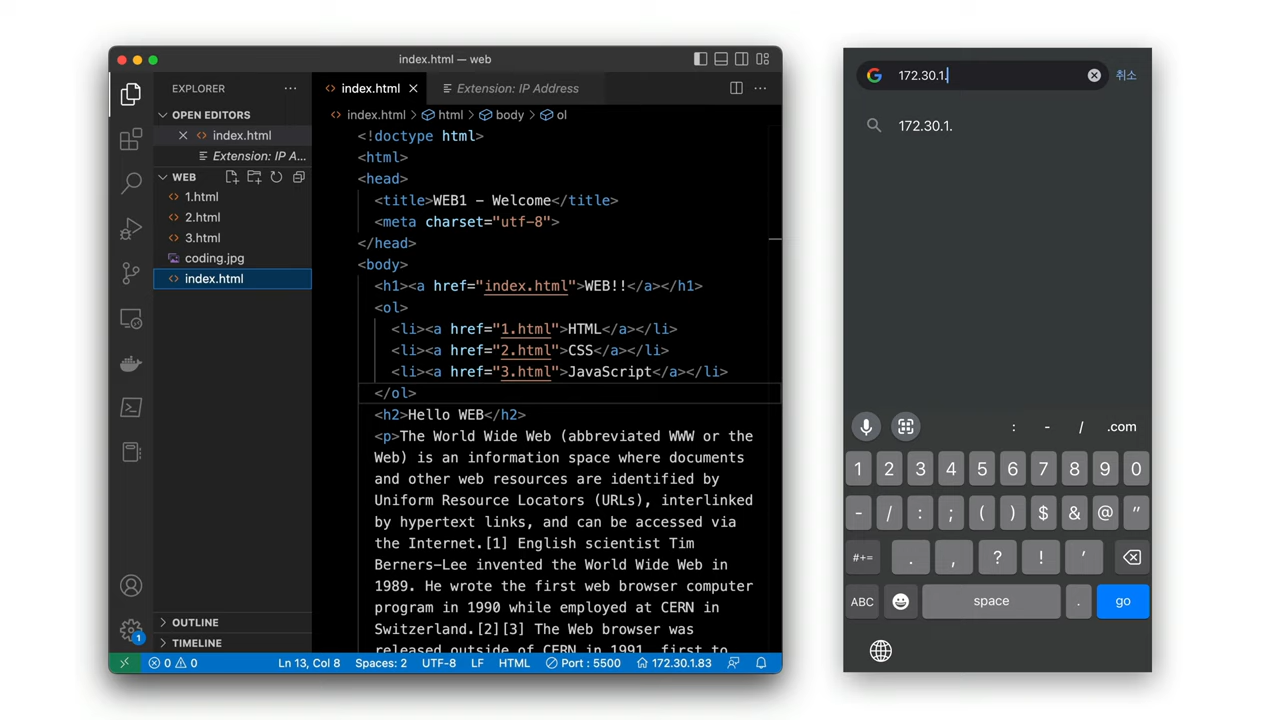 index.html — web
EXPLORER
OPEN EDITORS
index.html
Extension: IP A...
WEB
1.html
2.html
3.html
coding.jpg
index.html
OUTLINE
TIMELINE
1
index.html
Extension: IP Address
index.html > html > body > ol
<!doctype html>
<html>
<head>
<title>WEB1 - Welcome</title>
<meta charset="utf-8">
</head>
<body>
<h1><a href="index.html">WEB!!</a></h1>
<ol>
<li><a href="1.html">HTML</a></li>
<li><a href="2.html">CSS</a></li>
<li><a href="3.html">JavaScript</a></li>
</ol>
<h2>Hello WEB</h2>
<p>The World Wide Web (abbreviated WWW or the
Web) is an information space where documents
and other web resources are identified by
Uniform Resource Locators (URLs), interlinked
by hypertext links, and can be accessed via
the Internet.[1] English scientist Tim
Berners-Lee invented the World Wide Web in
1989. He wrote the first web browser computer
program in 1990 while employed at CERN in
Switzerland.[2][3] The Web browser was
released outside of CERN in 1991, first to
0 0 Ln 13, Col 8 Spaces: 2 UTF-8 LF HTML Port : 5500 172.30.1.83
172.30.1. 취소
172.30.1.
: - / .com
1 2 3 4 5 6 7 8 9 0
- / : ; ( ) $ & @ "
#+= . , ? ! '
ABC space . go